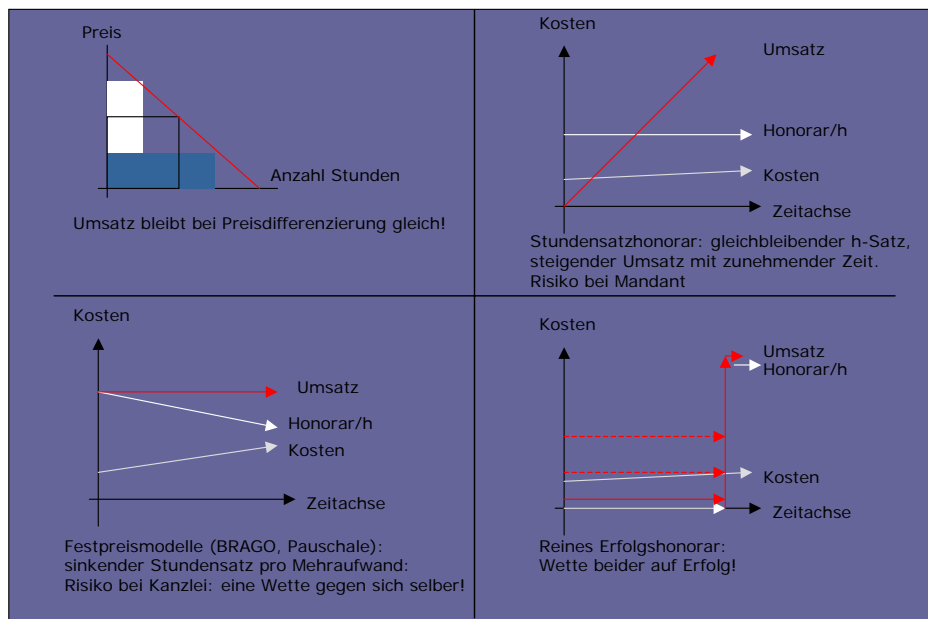 Preis
Anzahl Stunden
Umsatz bleibt bei Preisdifferenzierung gleich!
Kosten
Umsatz
Honorar/h
Kosten
Zeitachse
Stundensatzhonorar: gleichbleibender h-Satz,
steigender Umsatz mit zunehmender Zeit.
Risiko bei Mandant
Kosten
Umsatz
Honorar/h
Kosten
Zeitachse
Festpreismodelle (BRAGO, Pauschale):
sinkender Stundensatz pro Mehraufwand:
Risiko bei Kanzlei: eine Wette gegen sich selber!
Kosten
Umsatz
Honorar/h
Kosten
Zeitachse
Reines Erfolgshonorar:
Wette beider auf Erfolg!